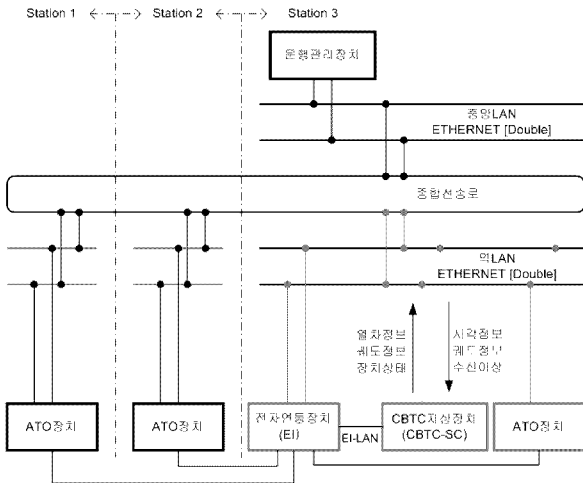 Station 1
Station 2
Station 3
운행관리장치
중앙LAN
ETHERNET [Double]
종합전송로
역LAN
ETHERNET [Double]
열차정보
궤도정보
장치상태
시각정보
궤도정보
수신이상
ATO장치
ATO장치
전자연동장치
(EI)
EI-LAN
CBTC지상장치
(CBTC-SC)
ATO장치